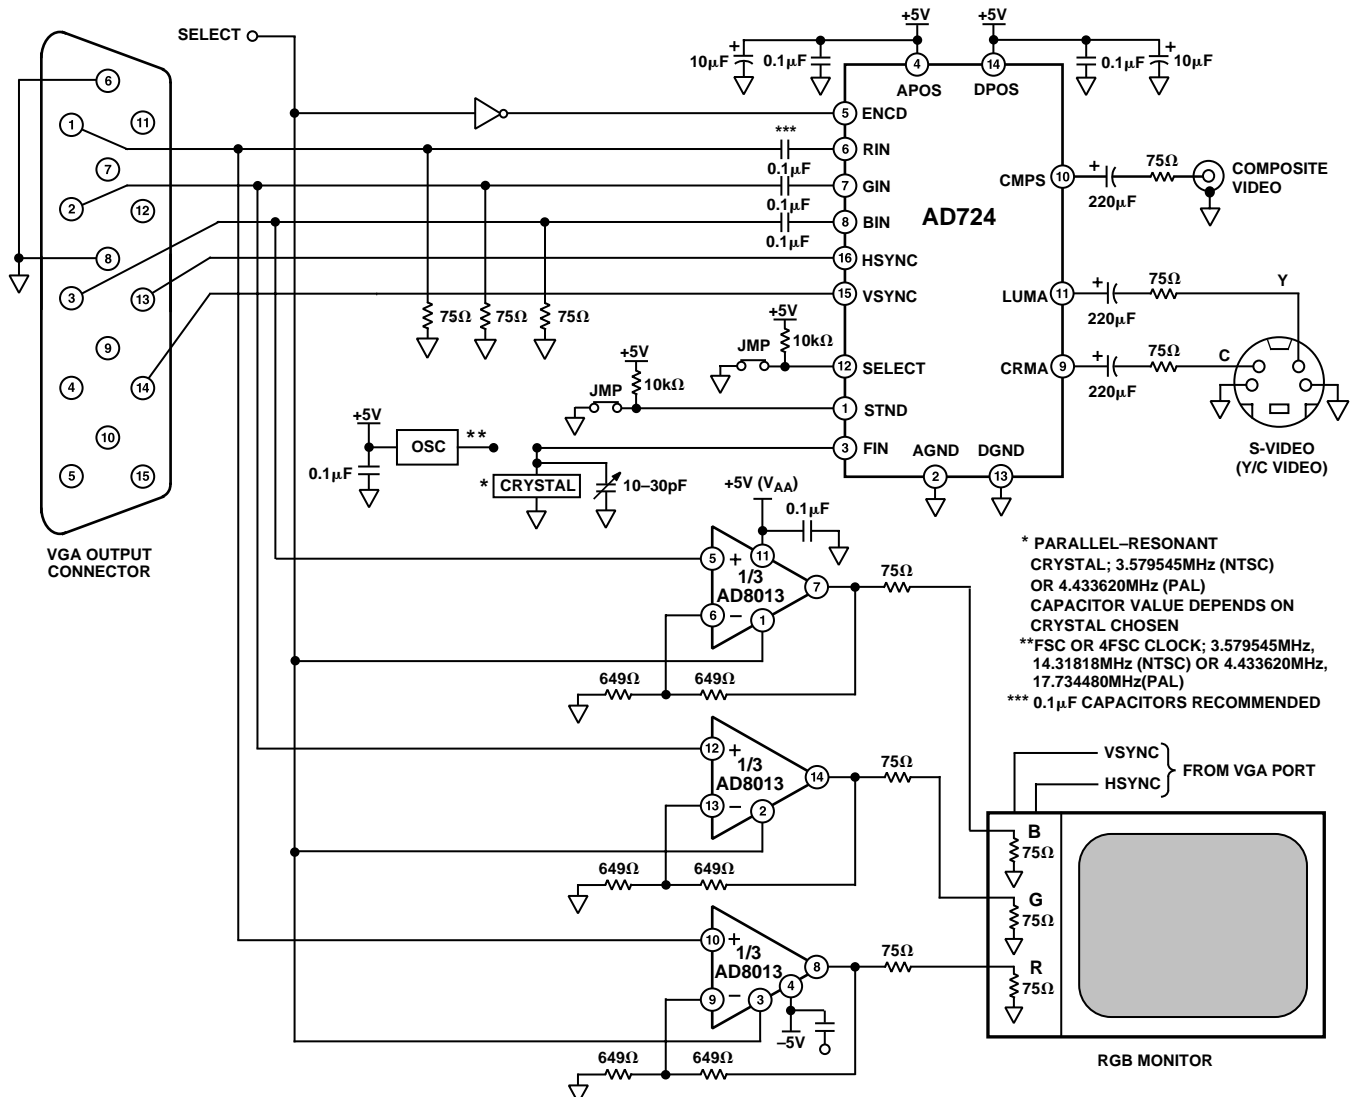 SELECT
+5V
+5V
10μF
0.1μF
0.1μF
10μF
4
14
APOS
DPOS
6
1
11
7
2
12
8
3
13
9
4
14
10
5
15
VGA OUTPUT
CONNECTOR
5 ENCD
***
0.1μF
6 RIN
0.1μF
7 GIN
0.1μF
8 BIN
16 HSYNC
15 VSYNC
AD724
CMPS 10
+
220μF
75Ω
COMPOSITE
VIDEO
LUMA 11
+
220μF
75Ω
Y
CRMA 9
+
220μF
75Ω
C
S-VIDEO
(Y/C VIDEO)
75Ω
75Ω
75Ω
+5V
10kΩ
JMP
12 SELECT
+5V
10kΩ
JMP
1 STND
3 FIN
AGND
DGND
2
13
+5V
OSC
**
0.1μF
* CRYSTAL
10–30pF
+5V (VAA)
0.1μF
5 +
11
1/3
AD8013
7
6 –
1
75Ω
649Ω
649Ω
12 +
1/3
AD8013
14
13 –
2
75Ω
649Ω
649Ω
10 +
1/3
AD8013
8
9 –
3
4
–5V
75Ω
649Ω
649Ω
* PARALLEL–RESONANT
CRYSTAL; 3.579545MHz (NTSC)
OR 4.433620MHz (PAL)
CAPACITOR VALUE DEPENDS ON
CRYSTAL CHOSEN
**FSC OR 4FSC CLOCK; 3.579545MHz,
14.31818MHz (NTSC) OR 4.433620MHz,
17.734480MHz(PAL)
*** 0.1μF CAPACITORS RECOMMENDED
VSYNC
HSYNC
FROM VGA PORT
B
75Ω
G
75Ω
R
75Ω
RGB MONITOR